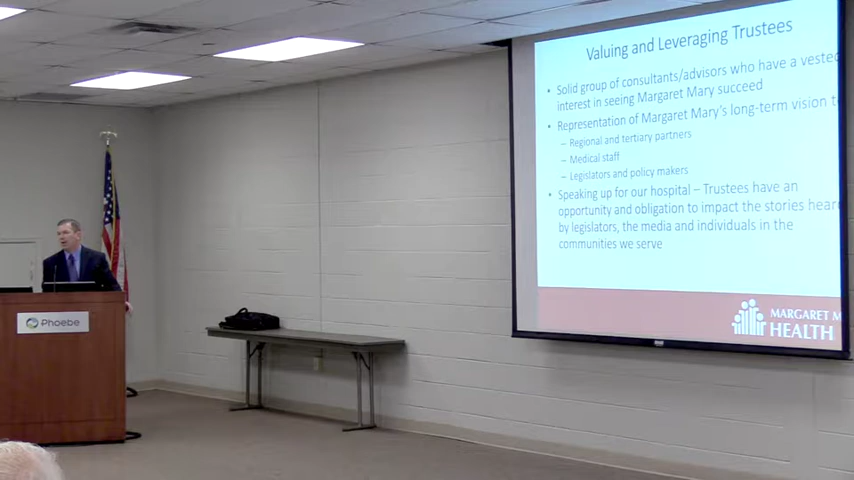 Valuing and Leveraging Trustees
• Solid group of consultants/advisors who have a vested
interest in seeing Margaret Mary succeed
• Representation of Margaret Mary's long-term vision t
– Regional and tertiary partners
– Medical staff
– Legislators and policy makers
• Speaking up for our hospital – Trustees have an
opportunity and obligation to impact the stories hear
by legislators, the media and individuals in the
communities we serve
MARGARET M
HEALTH
Phoebe